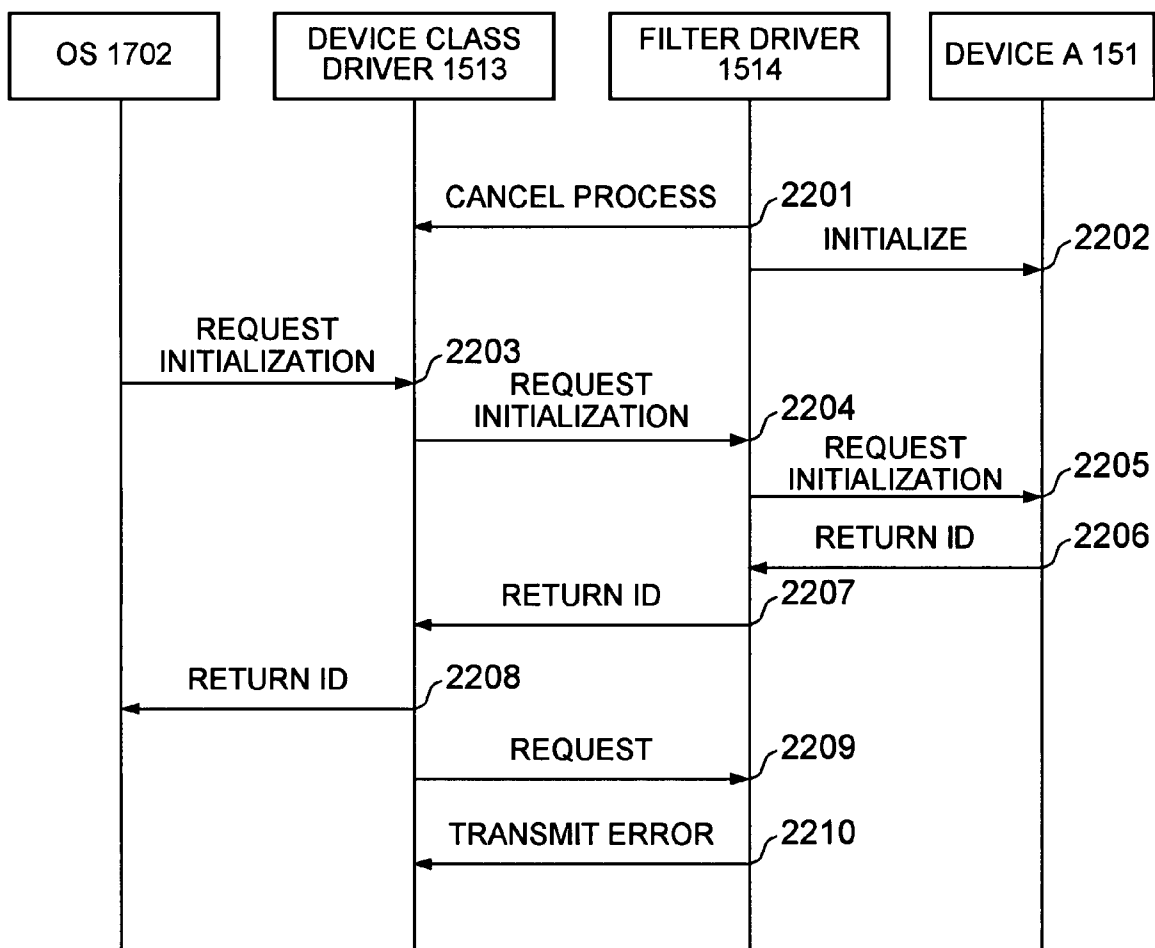 OS 1702
DEVICE CLASS
DRIVER 1513
FILTER DRIVER
1514
DEVICE A 151
CANCEL PROCESS
2201
INITIALIZE
2202
REQUEST
INITIALIZATION
2203
REQUEST
INITIALIZATION
2204
REQUEST
INITIALIZATION
2205
RETURN ID
2206
RETURN ID
2207
RETURN ID
2208
REQUEST
2209
TRANSMIT ERROR
2210